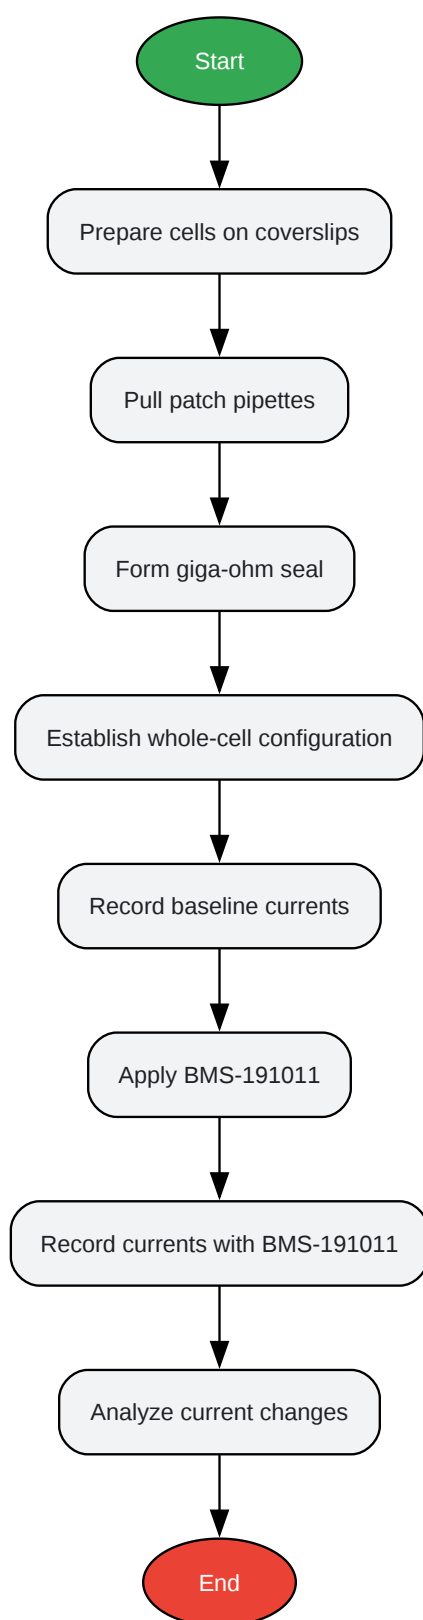 Start
Prepare cells on coverslips
Pull patch pipettes
Form giga-ohm seal
Establish whole-cell configuration
Record baseline currents
Apply BMS-191011
Record currents with BMS-191011
Analyze current changes
End